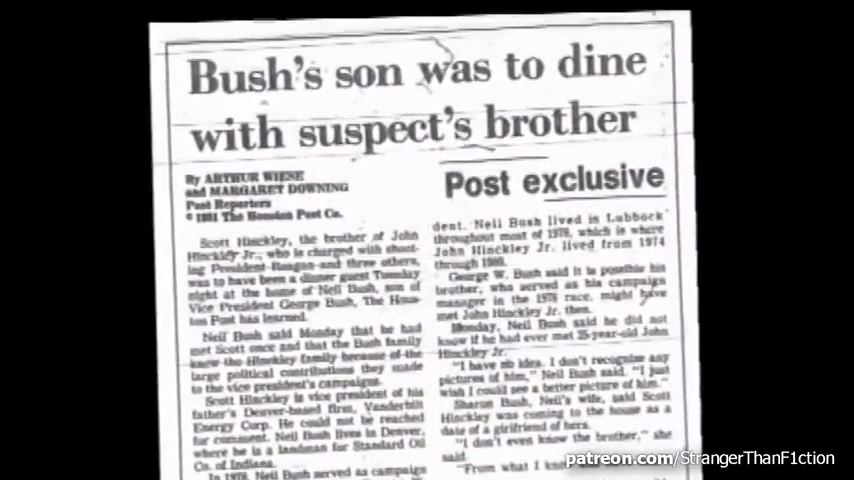 Bush's son was to dine
with suspect's brother
By ARTHUR WIESE
and MARGARET DOWNING
Post Reporters
© 1981 The Houston Post Co.
Scott Hinckley, the brother of John
Hinckley Jr., who is charged with shoot-
ing President Reagan and three others,
was to have been a dinner guest Tuesday
night at the home of Neil Bush, son of
Vice President George Bush, The Hous-
ton Post has learned.
Neil Bush said Monday that he had
met Scott once and that the Bush family
knew the Hinckley family because of the
large political contributions they made
to the vice president's campaigns.
Scott Hinckley is vice president of his
father's Denver-based firm, Vanderbilt
Energy Corp. He could not be reached
for comment. Neil Bush lives in Denver,
where he is a landman for Standard Oil
Co. of Indiana.
In 1978, Neil Bush served as campaign
Post exclusive
dent. Neil Bush lived in Lubbock
throughout most of 1978, which is where
John Hinckley Jr. lived from 1974
through 1980.
George W. Bush said it is possible his
brother, who served as his campaign
manager in the 1978 race, might have
met John Hinckley Jr. then.
Monday, Neil Bush said he did not
know if he had ever met 25-year-old John
Hinckley Jr.
"I have no idea. I don't recognize any
pictures of him," Neil Bush said. "I just
wish I could see a better picture of him."
Sharon Bush, Neil's wife, said Scott
Hinckley was coming to the house as a
date of a girlfriend of hers.
"I don't even know the brother," she
said.
"From what I
patreon.com/StrangerThanF1ction